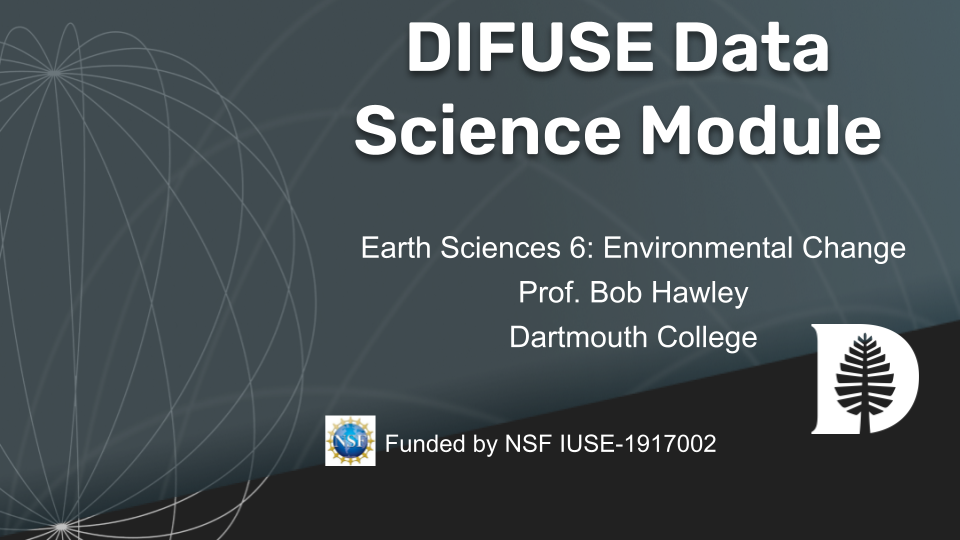 DIFUSE Data
Science Module
Earth Sciences 6: Environmental Change
Prof. Bob Hawley
Dartmouth College
D
NSF
Funded by NSF IUSE-1917002